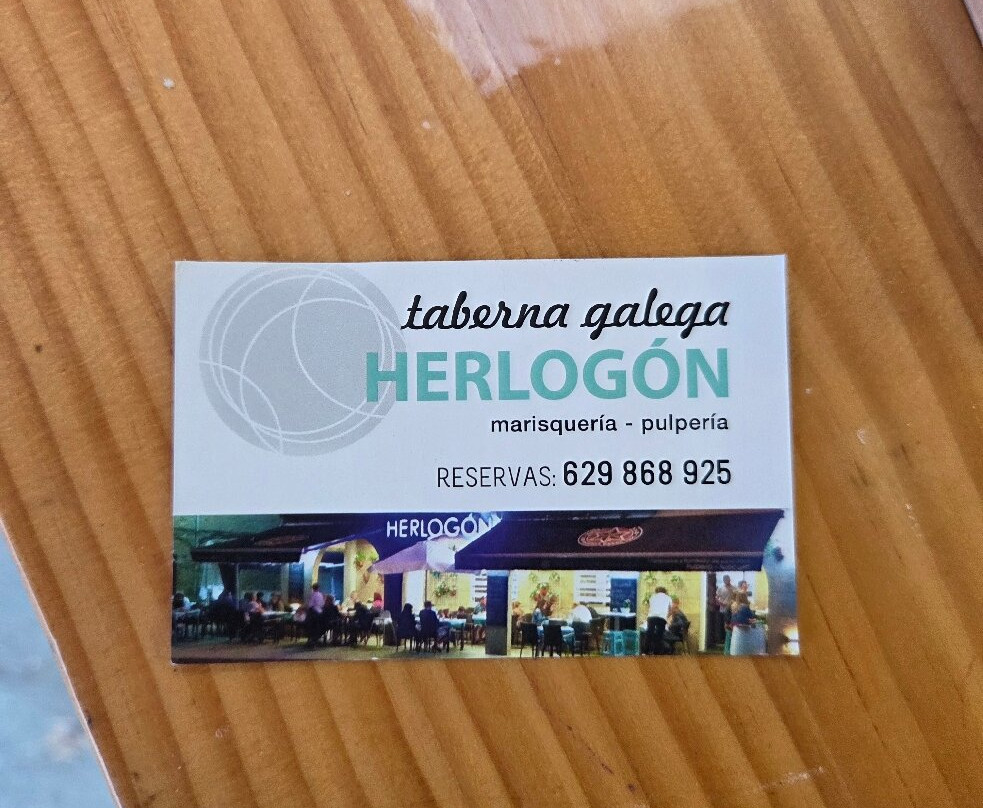 taberna galega
HERLOGÓN
marisquería - pulpería
RESERVAS: 629 868 925
HERLOGÓN